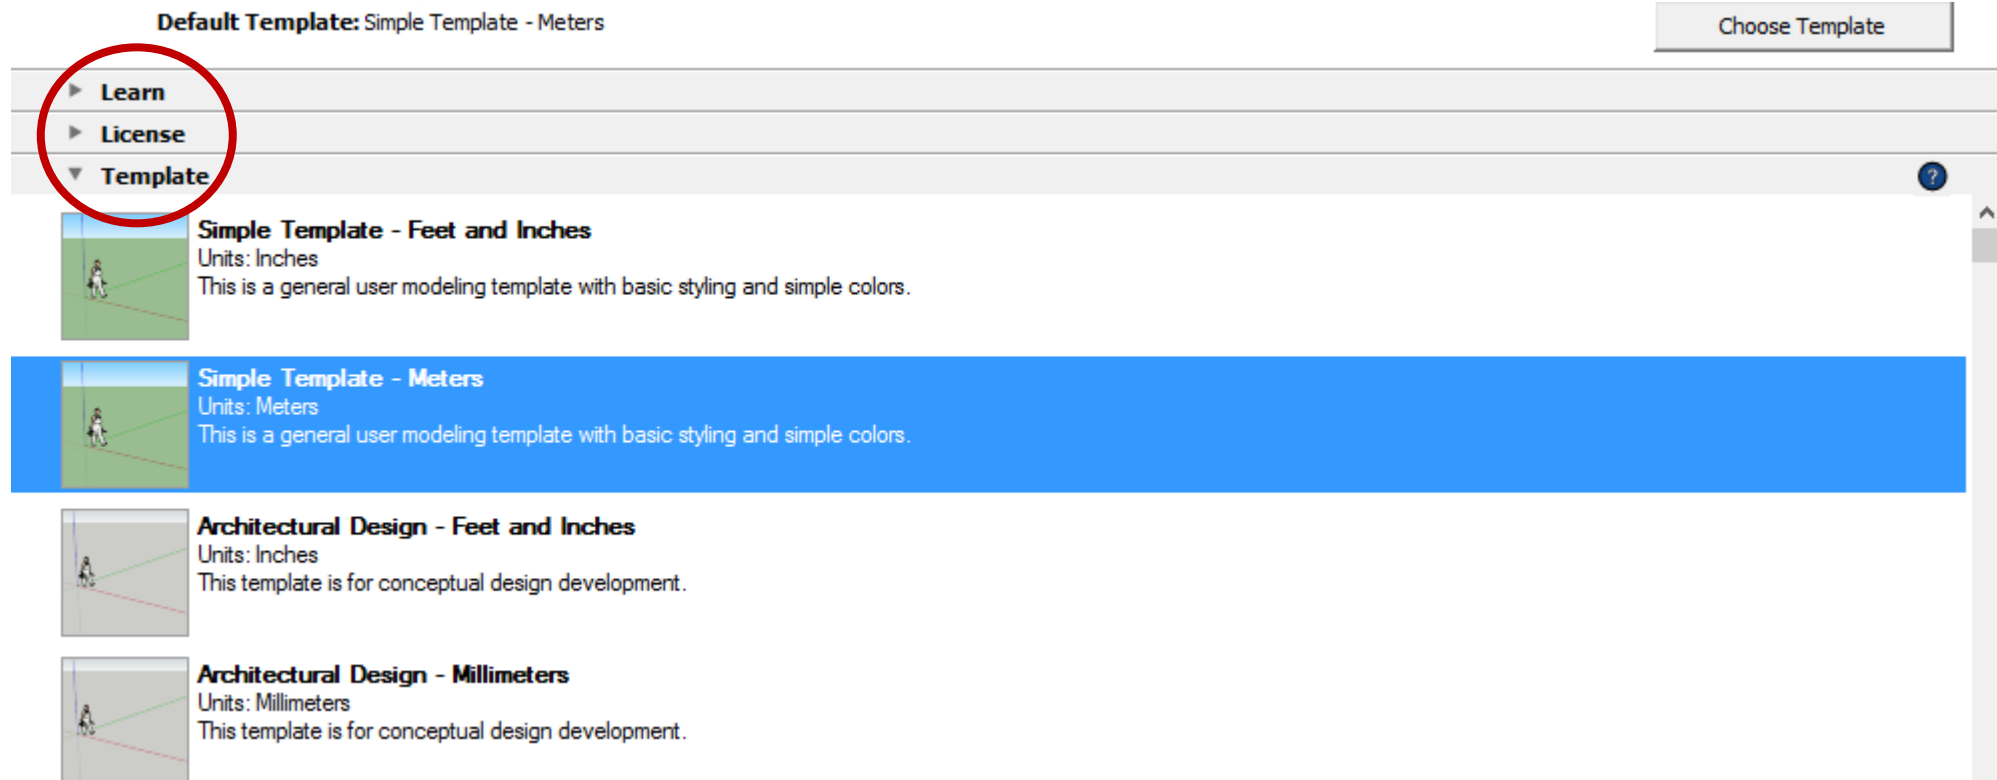 Default Template: Simple Template - Meters
Choose Template
Learn
License
Template
?
Simple Template - Feet and Inches
Units: Inches
This is a general user modeling template with basic styling and simple colors.
Simple Template - Meters
Units: Meters
This is a general user modeling template with basic styling and simple colors.
Architectural Design - Feet and Inches
Units: Inches
This template is for conceptual design development.
Architectural Design - Millimeters
Units: Millimeters
This template is for conceptual design development.